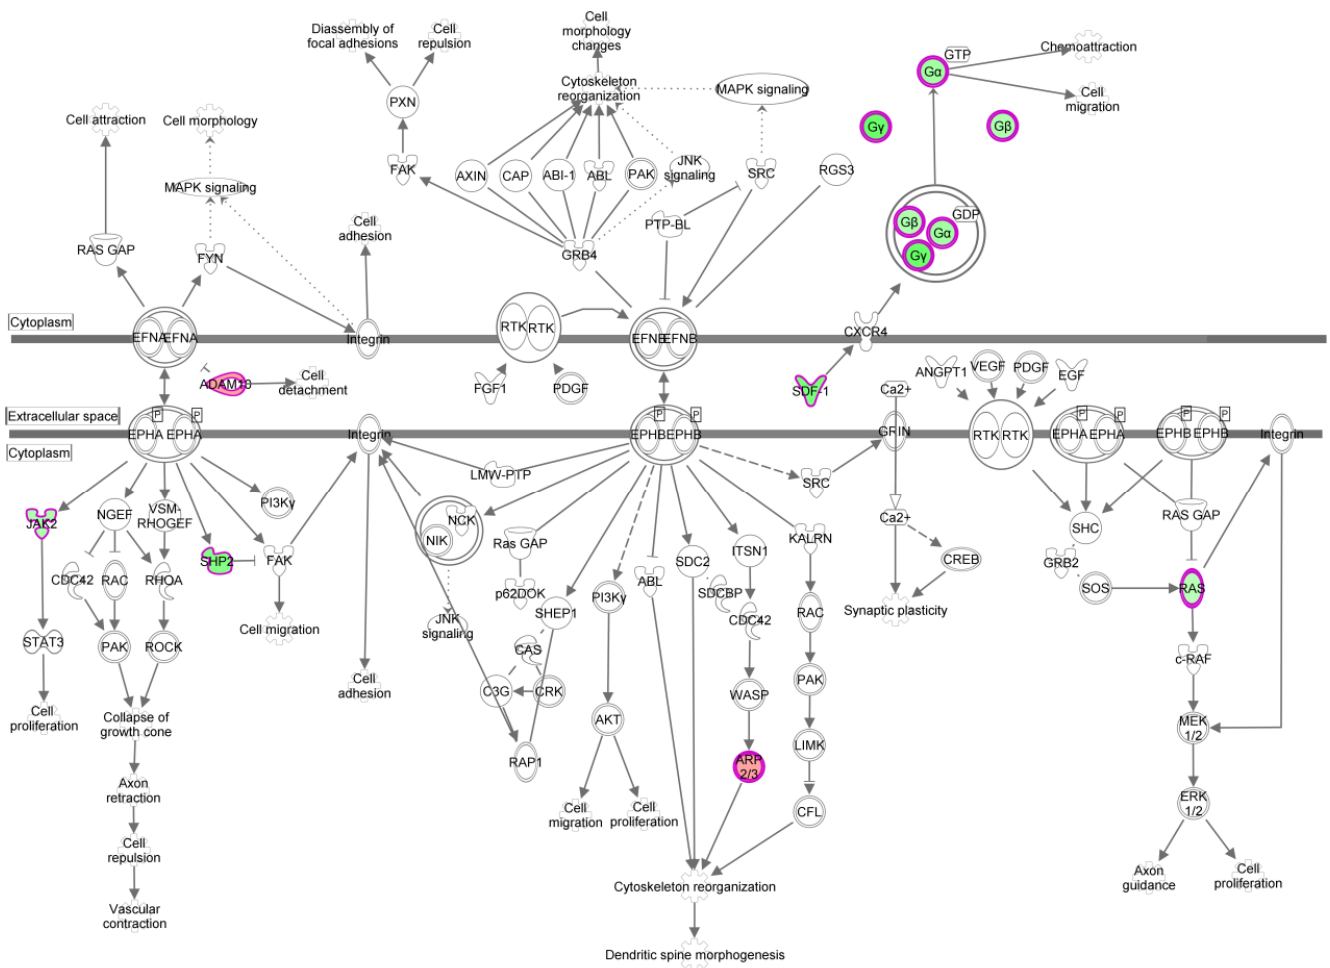 Diassembly of
focal adhesions
Cell
repulsion
Cell
morphology
changes
GTP
Gα
Chemoattraction
Cell
migration
PXN
Cytoskeleton
reorganization
MAPK signaling
Cell attraction
Cell morphology
Gγ
Gβ
FAK
AXIN
CAP
ABI-1
ABL
PAK
JNK
signaling
SRC
RGS3
MAPK signaling
Cell
adhesion
PTP-BL
Gβ
GDP
Gα
Gγ
RAS GAP
FYN
GRB4
Cytoplasm
EFNA
EFNA
Integrin
RTK
RTK
EFNB
EFNB
CXCR4
ADAM10
Cell
detachment
FGF1
PDGF
SDF-1
Ca2+
ANGPT1
VEGF
PDGF
EGF
Extracellular space
P
P
P
P
P
P
P
P
EPHA
EPHA
Integrin
EPHB
EPHB
GRIN
RTK
RTK
EPHA
EPHA
EPHB
EPHB
Integrin
Cytoplasm
LMW-PTP
SRC
JAK2
NGEF
VSM-
RHOGEF
PI3Kγ
NCK
NIK
Ras GAP
ABL
SDC2
ITSN1
KALRN
Ca2+
SHC
RAS GAP
SHP2
FAK
CREB
GRB2
SOS
RAS
CDC42
RAC
RHOA
p62DOK
SHEP1
PI3Kγ
SDCBP
CDC42
RAC
Synaptic plasticity
Cell migration
JNK
signaling
STAT3
PAK
ROCK
CAS
C3G
CRK
c-RAF
Cell
adhesion
WASP
PAK
Cell
proliferation
Collapse of
growth cone
AKT
MEK
1/2
RAP1
ARP
2/3
LIMK
Axon
retraction
Cell
migration
Cell
proliferation
CFL
ERK
1/2
Cell
repulsion
Cytoskeleton reorganization
Axon
guidance
Cell
proliferation
Vascular
contraction
Dendritic spine morphogenesis